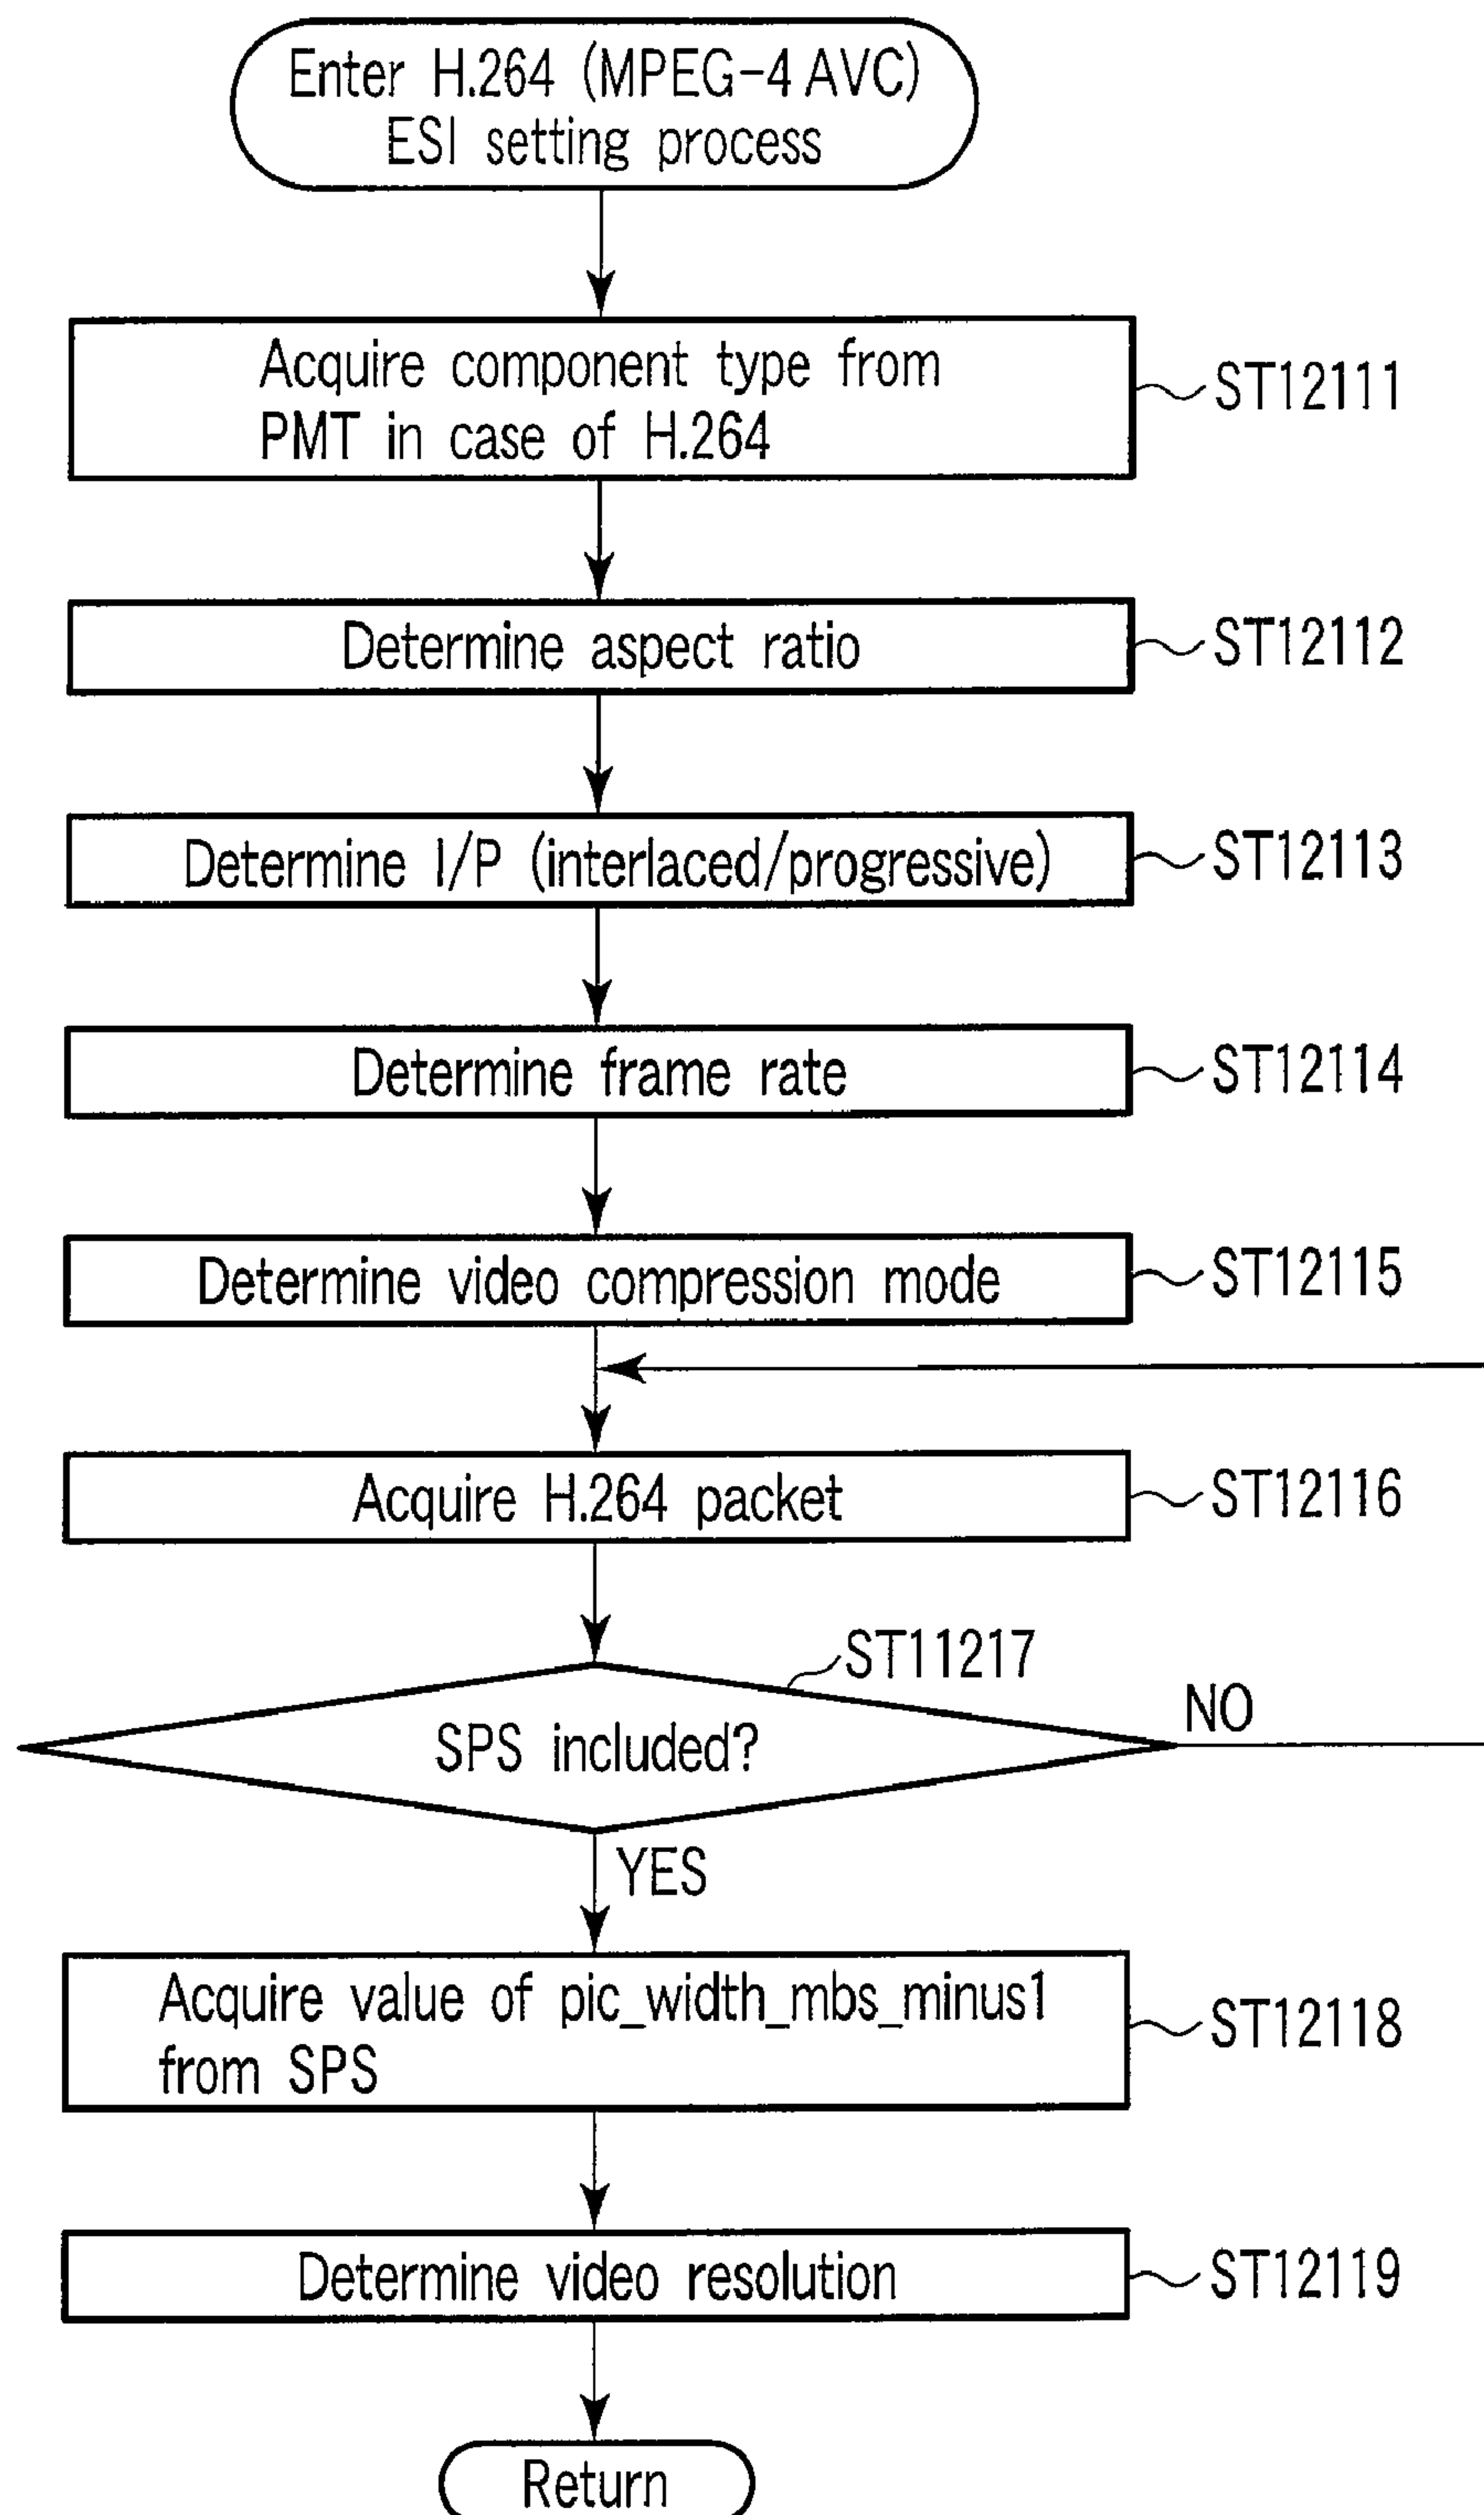 Enter H.264 (MPEG-4 AVC)
ESI setting process
Acquire component type from
PMT in case of H.264
ST12111
Determine aspect ratio
ST12112
Determine I/P (interlaced/progressive)
ST12113
Determine frame rate
ST12114
Determine video compression mode
ST12115
Acquire H.264 packet
ST12116
ST11217
SPS included?
NO
YES
Acquire value of pic_width_mbs_minus1
from SPS
ST12118
Determine video resolution
ST12119
Return